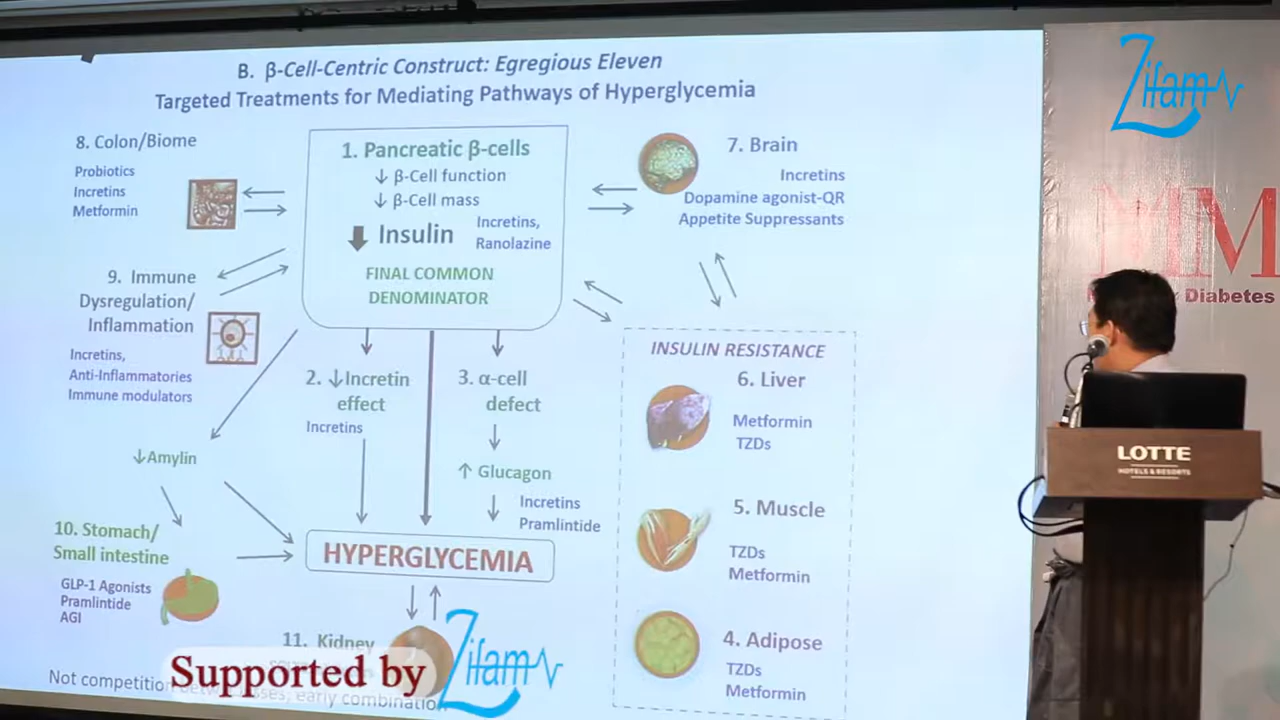 B. β-Cell-Centric Construct: Egregious Eleven
Targeted Treatments for Mediating Pathways of Hyperglycemia
8. Colon/Biome
Probiotics
Incretins
Metformin
1. Pancreatic β-cells
↓ β-Cell function
↓ β-Cell mass
Insulin
Incretins,
Ranolazine
FINAL COMMON
DENOMINATOR
7. Brain
Incretins
Dopamine agonist-QR
Appetite Suppressants
9. Immune
Dysregulation/
Inflammation
Incretins,
Anti-Inflammatories
Immune modulators
2. ↓Incretin
effect
Incretins
3. α-cell
defect
↑ Glucagon
Incretins
Pramlintide
↓Amylin
10. Stomach/
Small intestine
GLP-1 Agonists
Pramlintide
AGI
HYPERGLYCEMIA
11. Kidney
INSULIN RESISTANCE
6. Liver
Metformin
TZDs
5. Muscle
TZDs
Metformin
4. Adipose
TZDs
Metformin
Not competition
early combination
Supported by
Zifam
Zifam
Diabetes
LOTTE
HOTELS & RESORTS